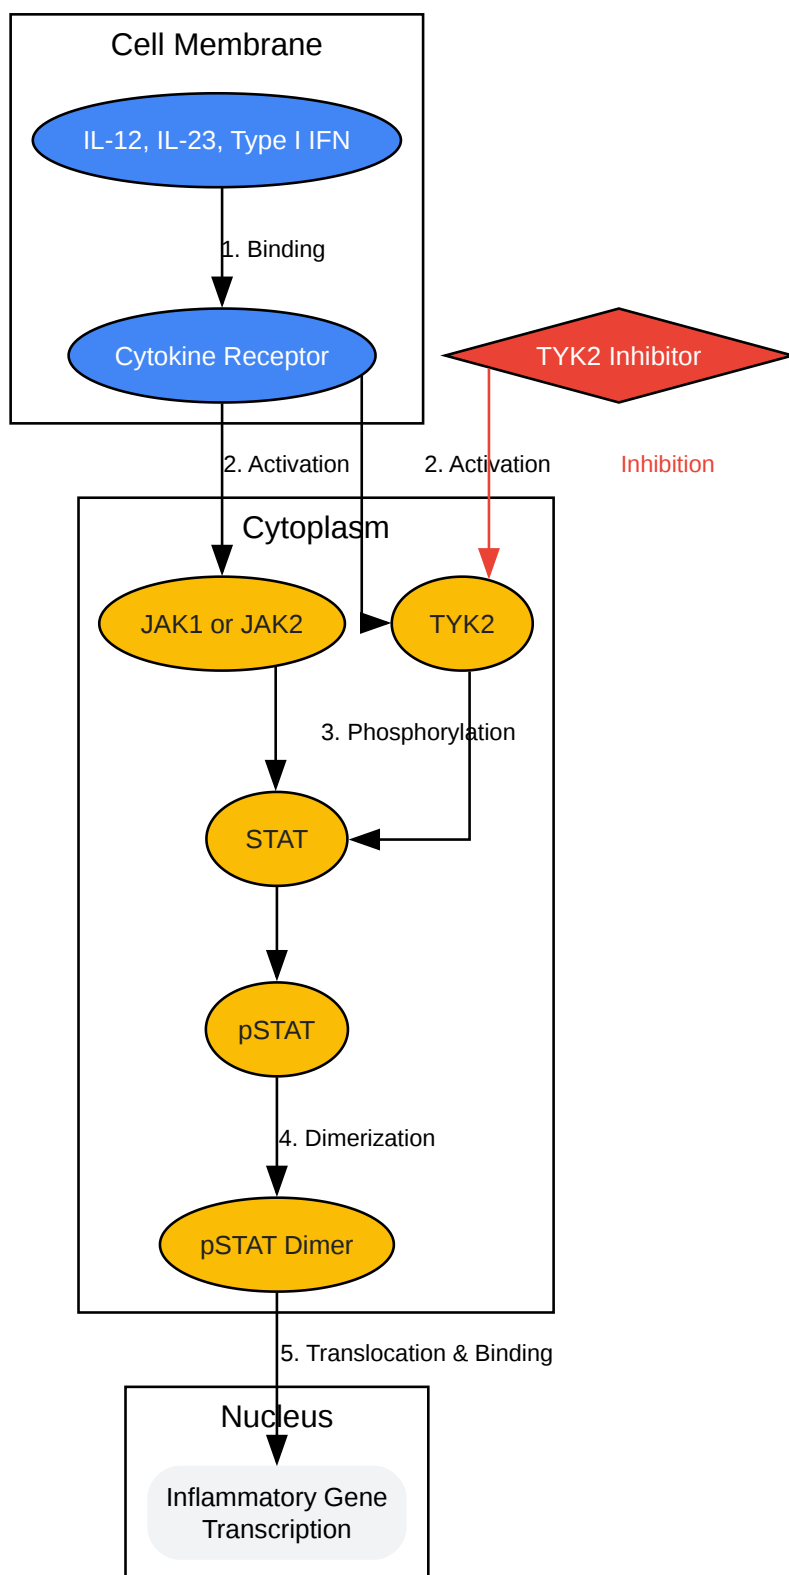 Cell Membrane
IL-12, IL-23, Type I IFN
1. Binding
Cytokine Receptor
TYK2 Inhibitor
2. Activation
2. Activation
Inhibition
Cytoplasm
JAK1 or JAK2
TYK2
3. Phosphorylation
STAT
pSTAT
4. Dimerization
pSTAT Dimer
5. Translocation & Binding
Nucleus
Inflammatory Gene
Transcription